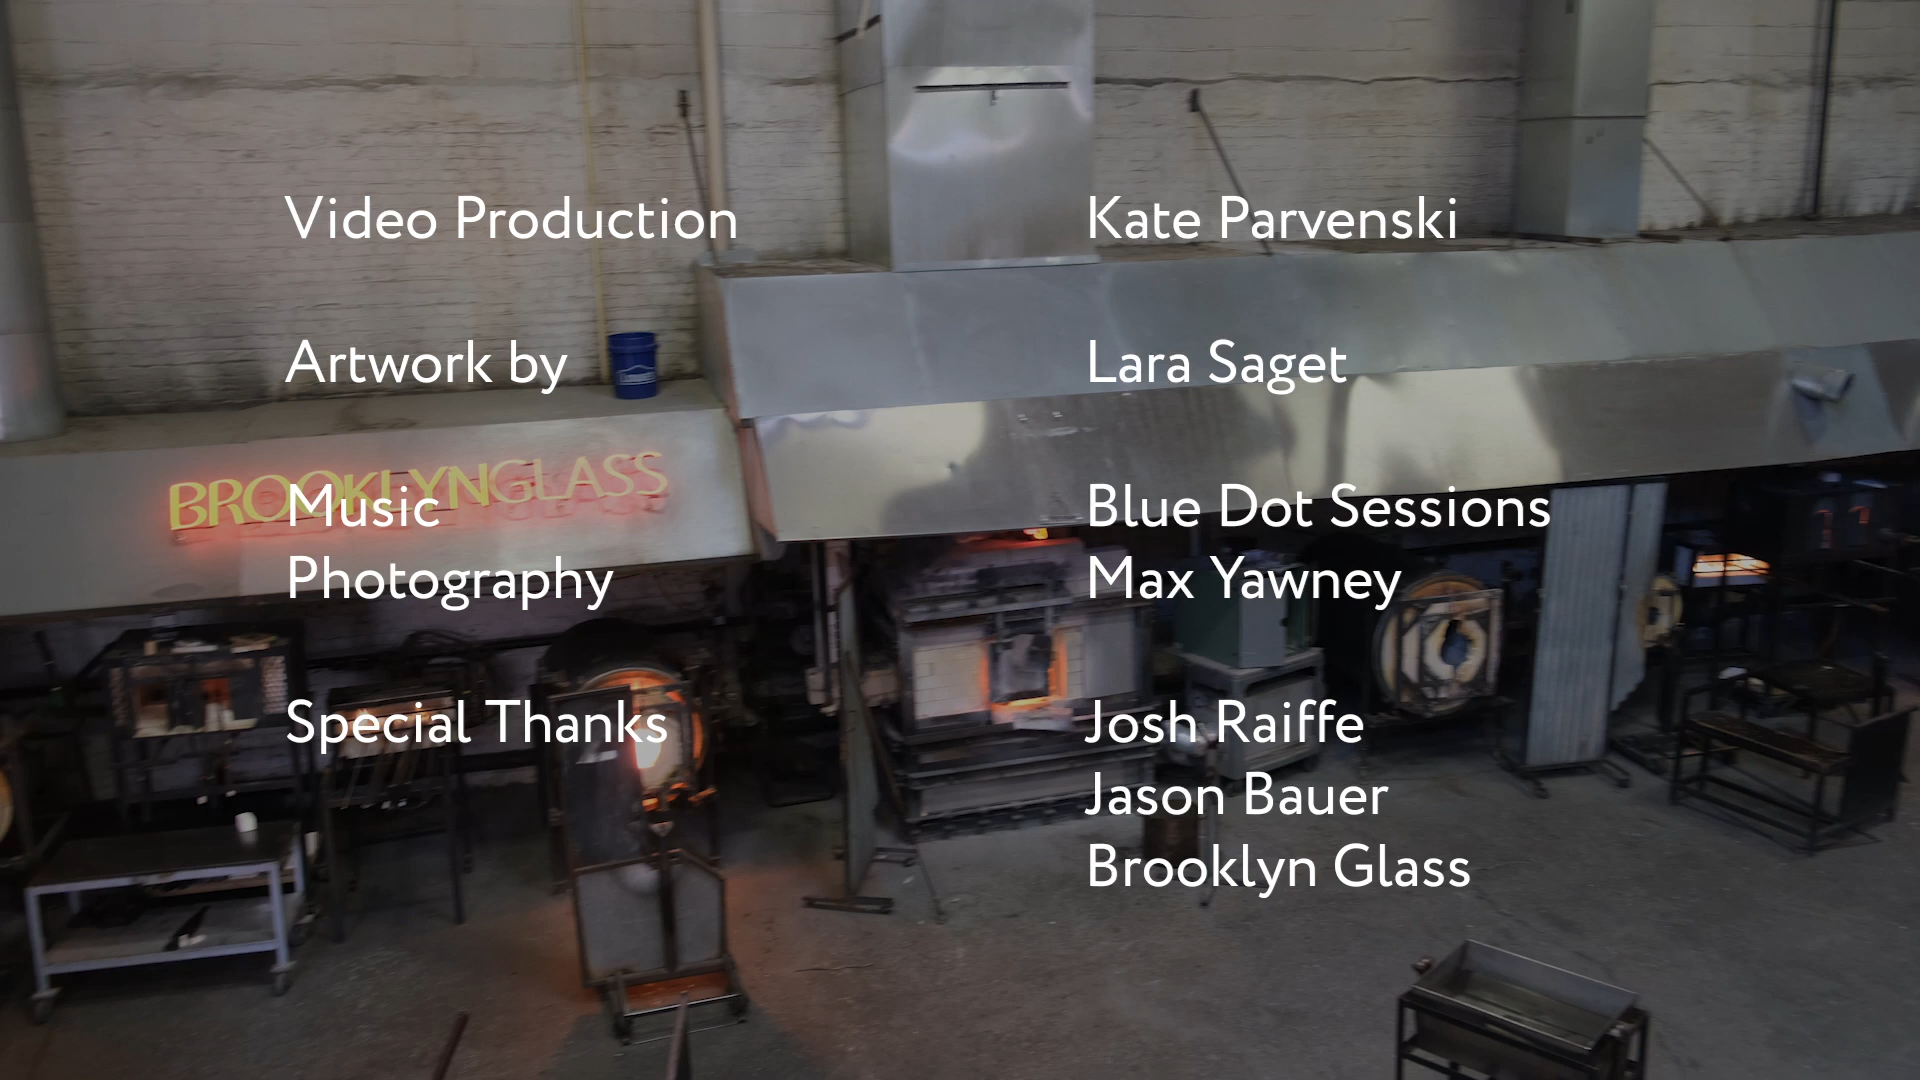 Video Production Kate Parvenski
Artwork by Lara Saget
BROOKLYNGLASS
Music Blue Dot Sessions
Photography Max Yawney
Special Thanks Josh Raiffe
Jason Bauer
Brooklyn Glass